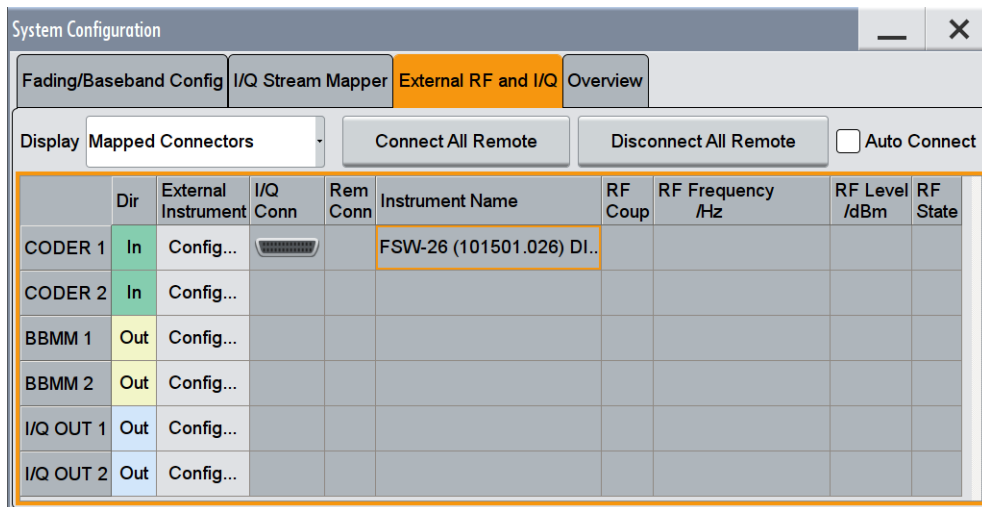 System Configuration
Fading/Baseband Config I/Q Stream Mapper External RF and I/Q Overview
Display Mapped Connectors Connect All Remote Disconnect All Remote Auto Connect
Dir External Instrument I/Q Conn Rem Conn Instrument Name RF Coup RF Frequency /Hz RF Level /dBm RF State
CODER 1 In Config... FSW-26 (101501.026) DI..
CODER 2 In Config...
BBMM 1 Out Config...
BBMM 2 Out Config...
I/Q OUT 1 Out Config...
I/Q OUT 2 Out Config...